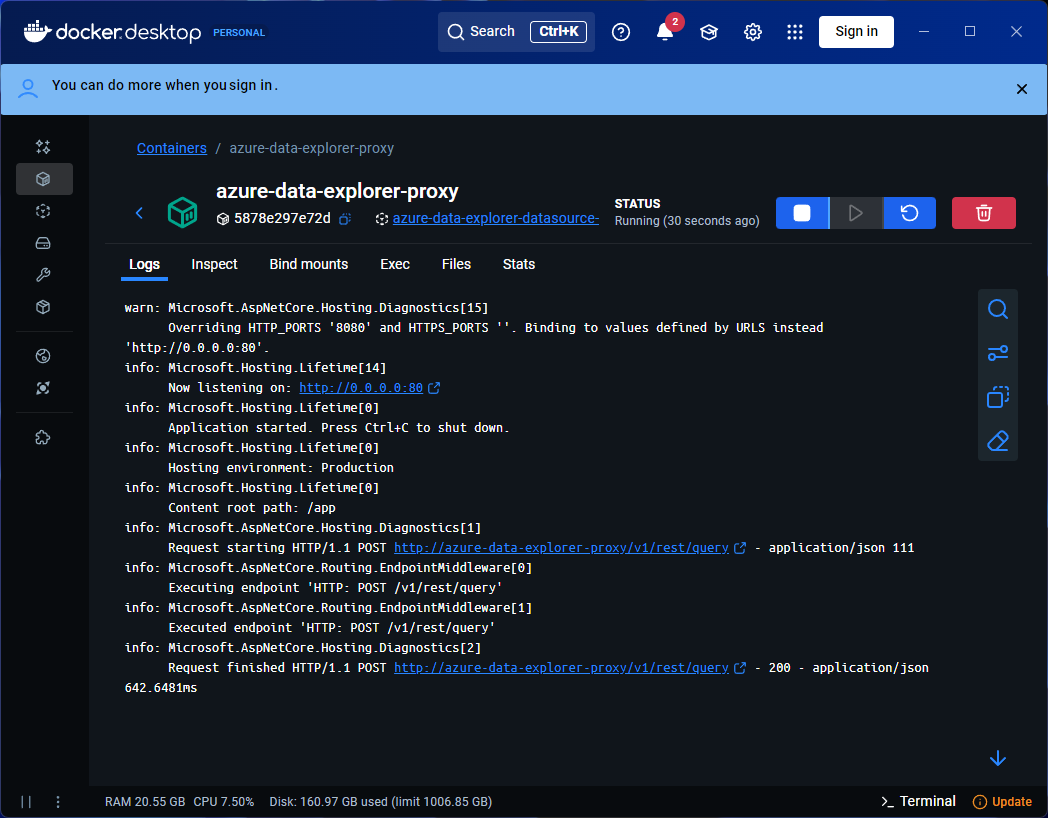 docker.desktop PERSONAL Search Ctrl+K 2 Sign in
You can do more when you sign in.
Containers / azure-data-explorer-proxy
azure-data-explorer-proxy
5878e297e72d azure-data-explorer-datasource-
STATUS
Running (30 seconds ago)
Logs Inspect Bind mounts Exec Files Stats
warn: Microsoft.AspNetCore.Hosting.Diagnostics[15]
Overriding HTTP_PORTS '8080' and HTTPS_PORTS ''. Binding to values defined by URLS instead
'http://0.0.0.0:80'.
info: Microsoft.Hosting.Lifetime[14]
Now listening on: http://0.0.0.0:80
info: Microsoft.Hosting.Lifetime[0]
Application started. Press Ctrl+C to shut down.
info: Microsoft.Hosting.Lifetime[0]
Hosting environment: Production
info: Microsoft.Hosting.Lifetime[0]
Content root path: /app
info: Microsoft.AspNetCore.Hosting.Diagnostics[1]
Request starting HTTP/1.1 POST http://azure-data-explorer-proxy/v1/rest/query - application/json 111
info: Microsoft.AspNetCore.Routing.EndpointMiddleware[0]
Executing endpoint 'HTTP: POST /v1/rest/query'
info: Microsoft.AspNetCore.Routing.EndpointMiddleware[1]
Executed endpoint 'HTTP: POST /v1/rest/query'
info: Microsoft.AspNetCore.Hosting.Diagnostics[2]
Request finished HTTP/1.1 POST http://azure-data-explorer-proxy/v1/rest/query - 200 - application/json
642.6481ms
RAM 20.55 GB CPU 7.50% Disk: 160.97 GB used (limit 1006.85 GB) Terminal Update